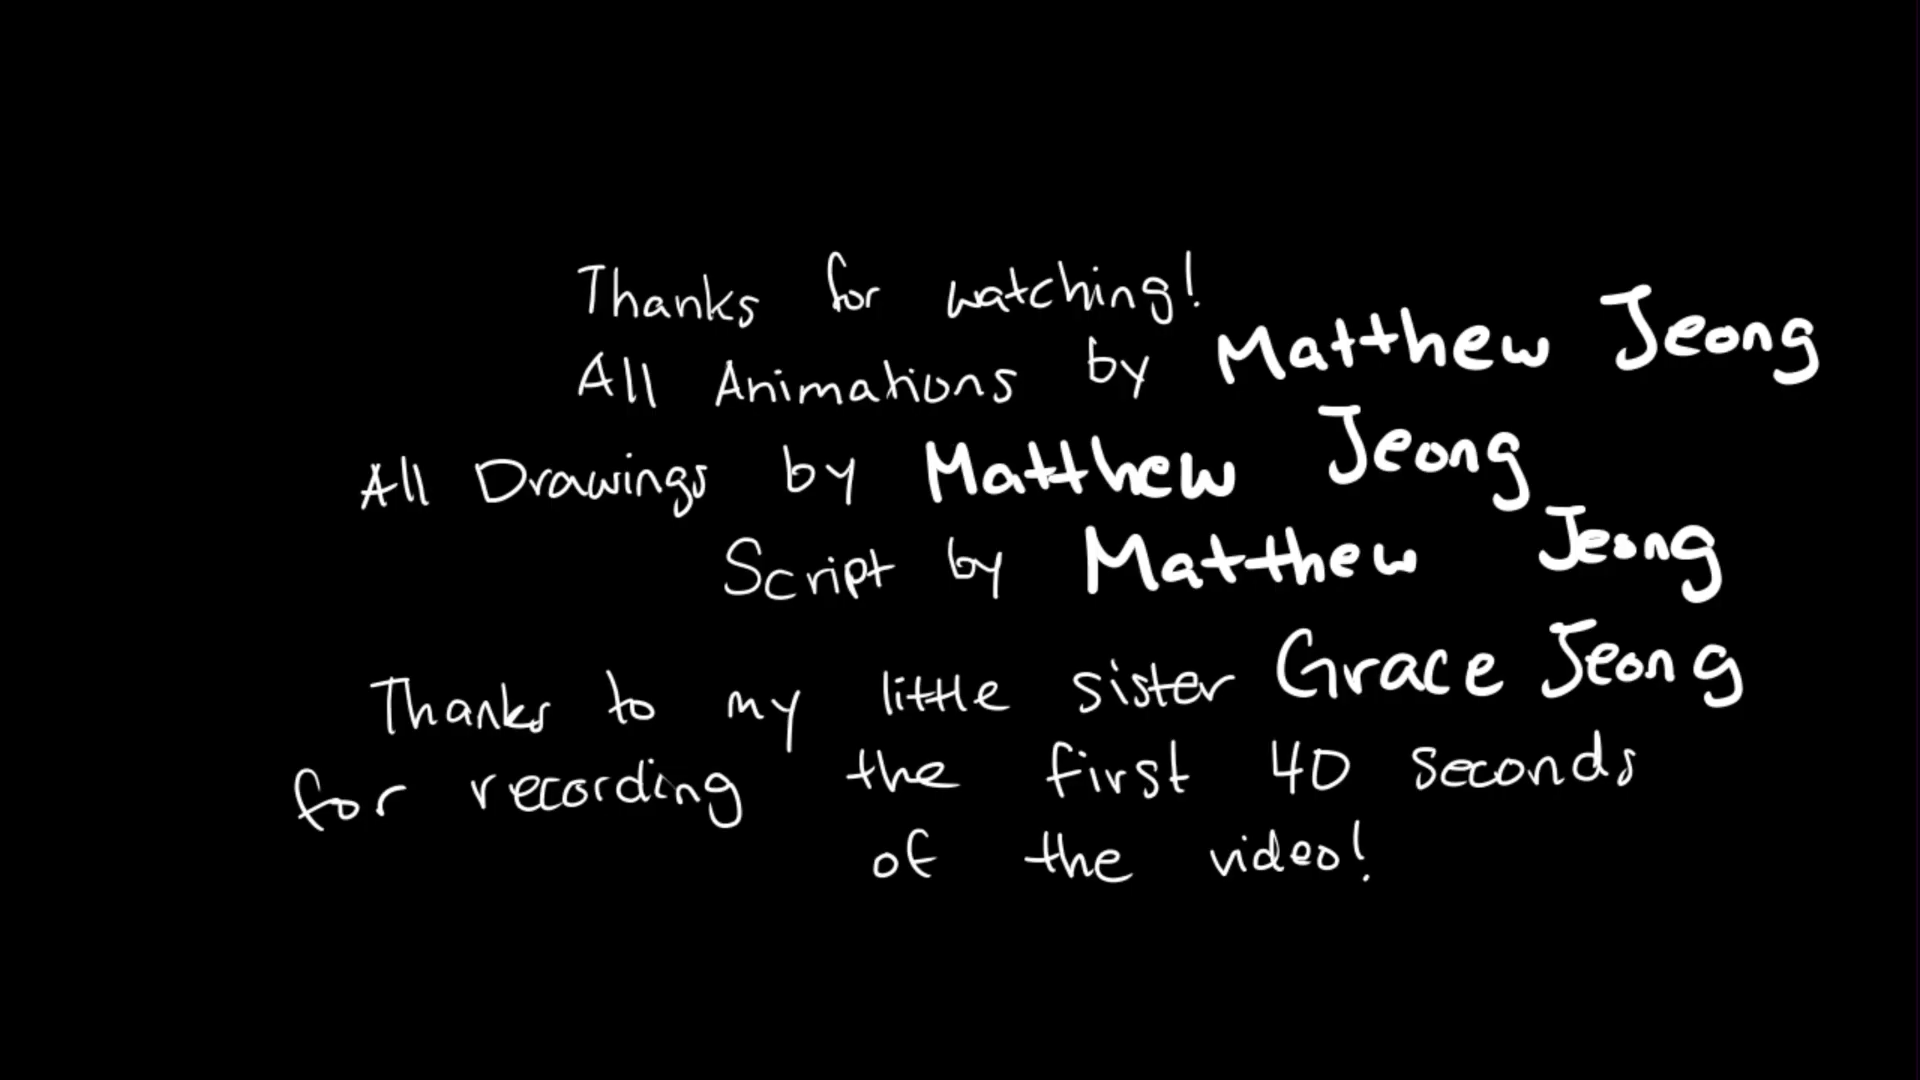 Thanks for watching!
All Animations by Matthew Jeong
All Drawings by Matthew Jeong
Script by Matthew Jeong
Thanks to my little sister Grace Jeong
for recording the first 40 seconds
of the video!